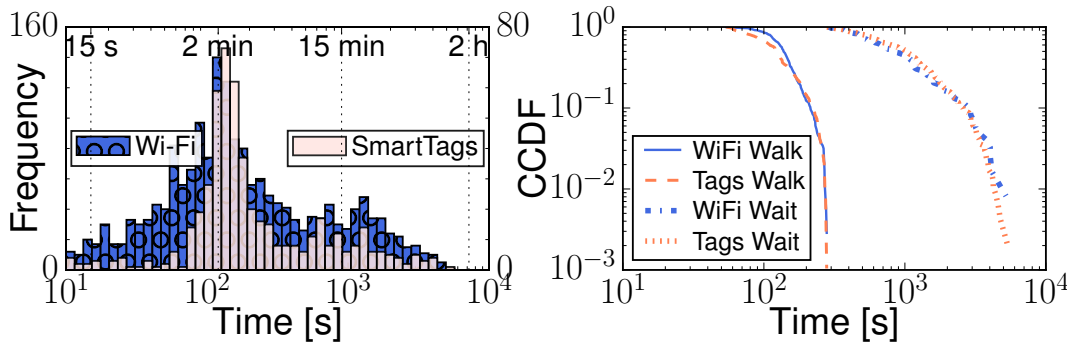 160
15 s
2 min
15 min
2 h
80
Frequency
Wi-Fi
SmartTags
0
0
10^1
10^2
10^3
10^4
Time [s]
10^0
10^-1
10^-2
10^-3
CCDF
WiFi Walk
Tags Walk
WiFi Wait
Tags Wait
10^1
10^2
10^3
10^4
Time [s]